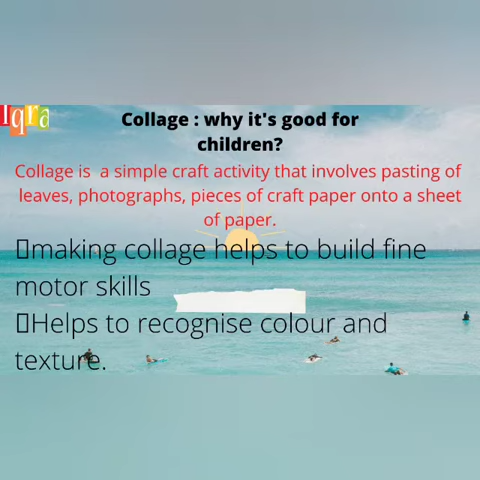 Iqra
Collage : why it's good for
children?
Collage is a simple craft activity that involves pasting of
leaves, photographs, pieces of craft paper onto a sheet
of paper.
▯making collage helps to build fine
motor skills
▯Helps to recognise colour and
texture.